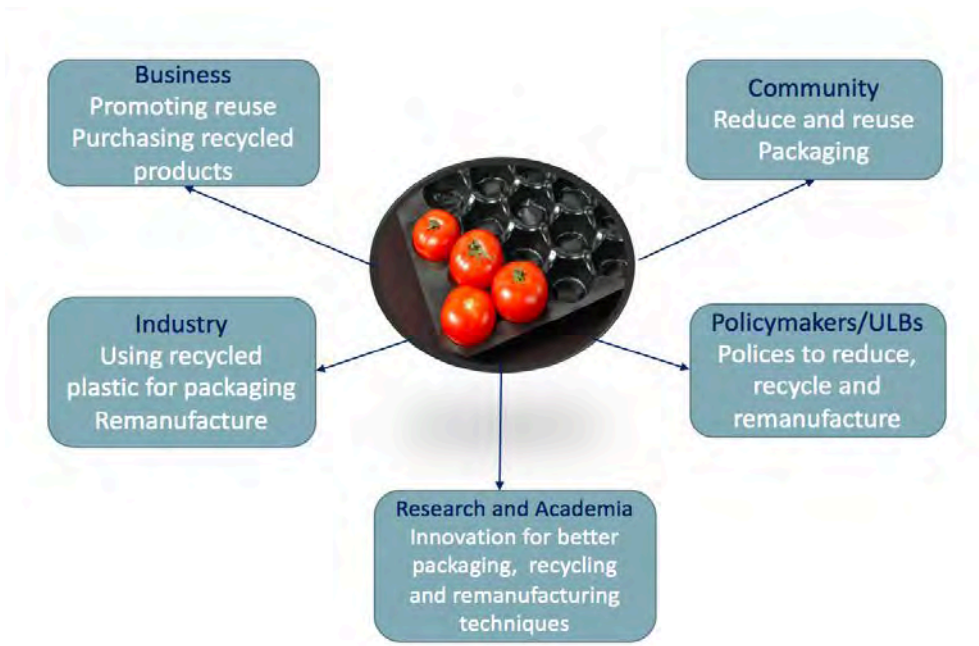 Business
Promoting reuse
Purchasing recycled
products
Community
Reduce and reuse
Packaging
Industry
Using recycled
plastic for packaging
Remanufacture
Policymakers/ULBs
Polices to reduce,
recycle and
remanufacture
Research and Academia
Innovation for better
packaging, recycling
and remanufacturing
techniques